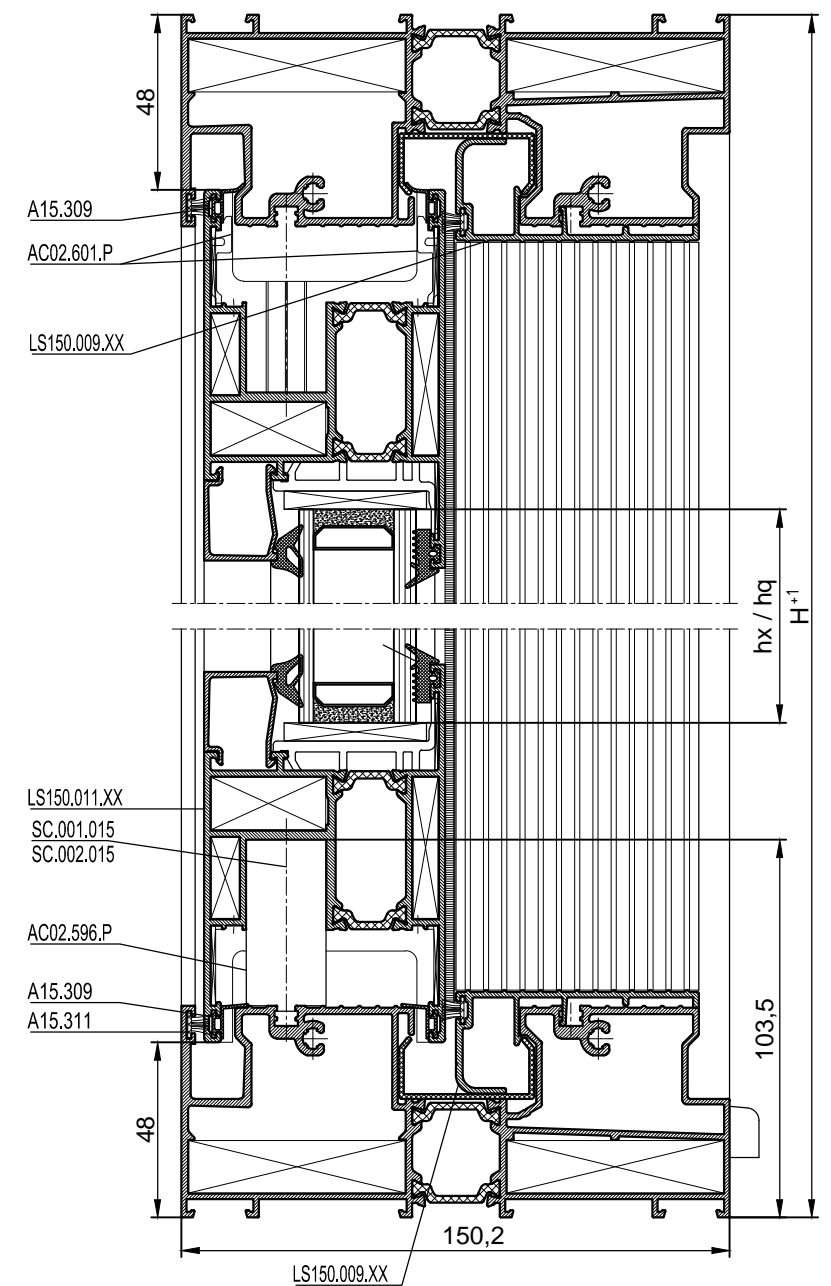 48
A15.309
AC02.601.P
LS150.009.XX
hx / hq
H+1
LS150.011.XX
SC.001.015
SC.002.015
AC02.596.P
A15.309
A15.311
103,5
48
150,2
LS150.009.XX